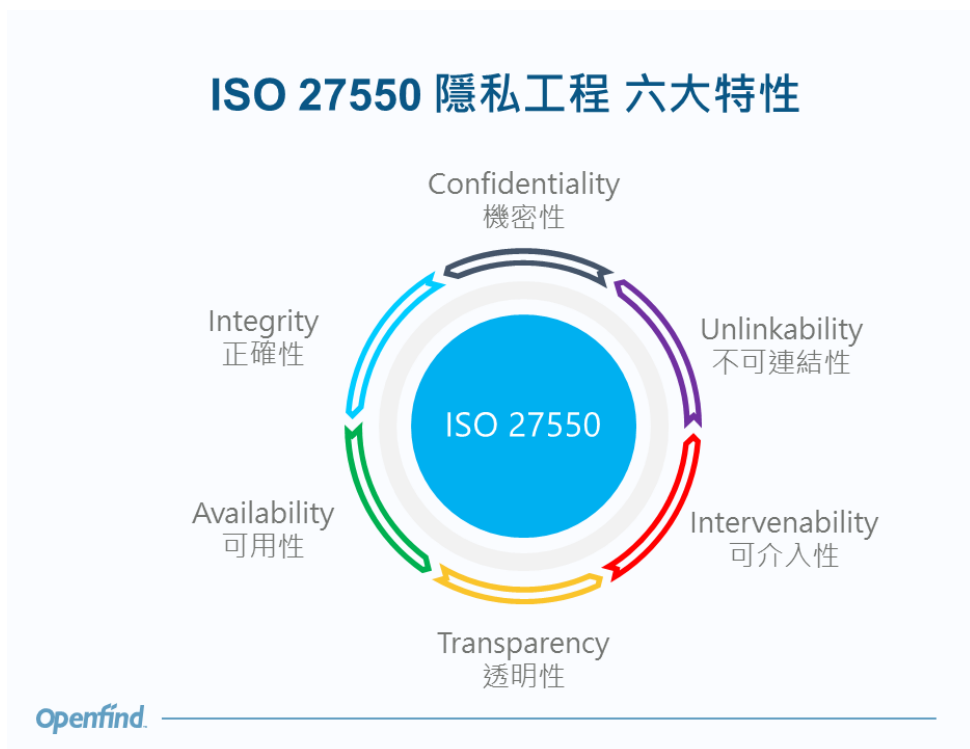 ISO 27550 隱私工程 六大特性
Confidentiality
機密性
Integrity
正確性
Unlinkability
不可連結性
ISO 27550
Availability
可用性
Intervenability
可介入性
Transparency
透明性
Openfind